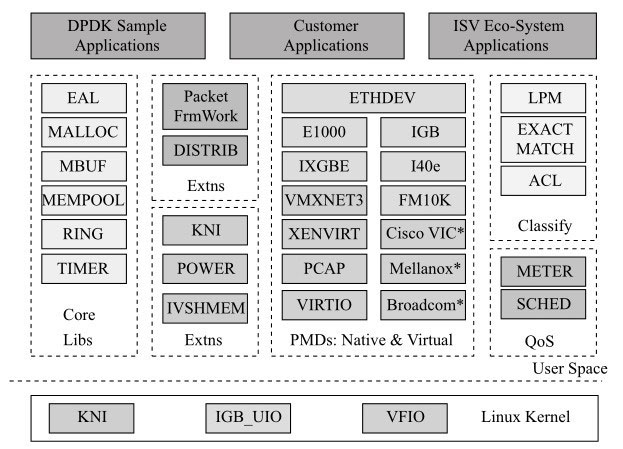 DPDK Sample
Applications
Customer
Applications
ISV Eco-System
Applications
EAL
MALLOC
MBUF
MEMPOOL
RING
TIMER
Core
Libs
Packet
FrmWork
DISTRIB
Extns
KNI
POWER
IVSHMEM
Extns
ETHDEV
E1000
IGB
IXGBE
I40e
VMXNET3
FM10K
XENVIRT
Cisco VIC*
PCAP
Mellanox*
VIRTIO
Broadcom*
PMDs: Native & Virtual
LPM
EXACT
MATCH
ACL
Classify
METER
SCHED
QoS
User Space
KNI
IGB_UIO
VFIO
Linux Kernel